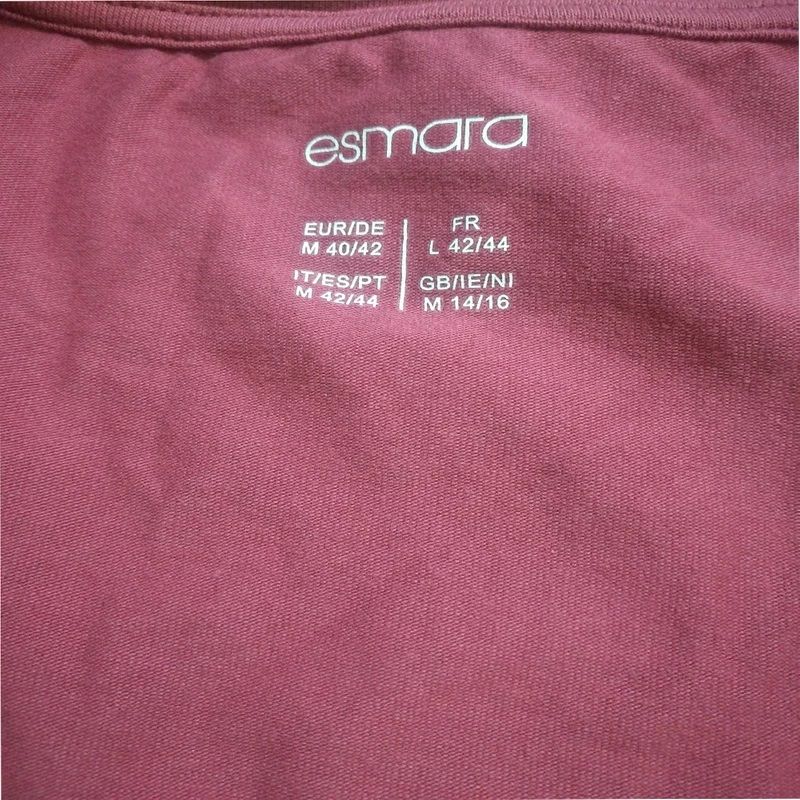 esmara
EUR/DE
M 40/42
FR
L 42/44
IT/ES/PT
M 42/44
GB/IE/NI
M 14/16